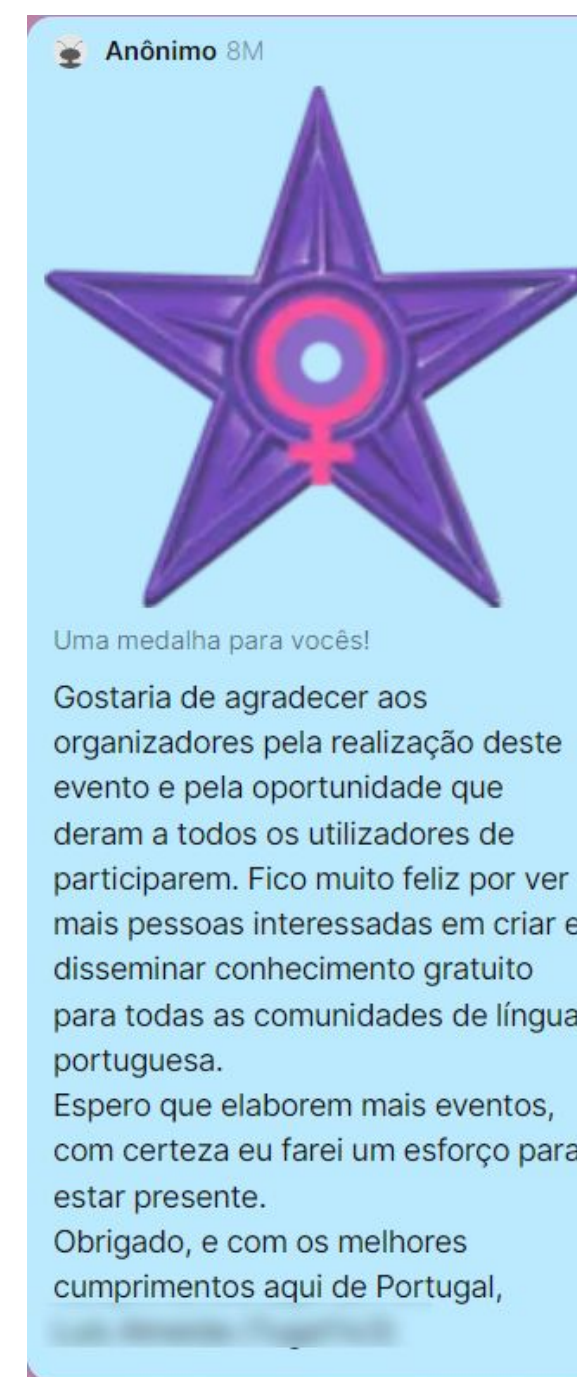 Anônimo 8M
Uma medalha para vocês!
Gostaria de agradecer aos
organizadores pela realização deste
evento e pela oportunidade que
deram a todos os utilizadores de
participarem. Fico muito feliz por ver
mais pessoas interessadas em criar e
disseminar conhecimento gratuito
para todas as comunidades de língua
portuguesa.
Espero que elaborem mais eventos,
com certeza eu farei um esforço para
estar presente.
Obrigado, e com os melhores
cumprimentos aqui de Portugal,